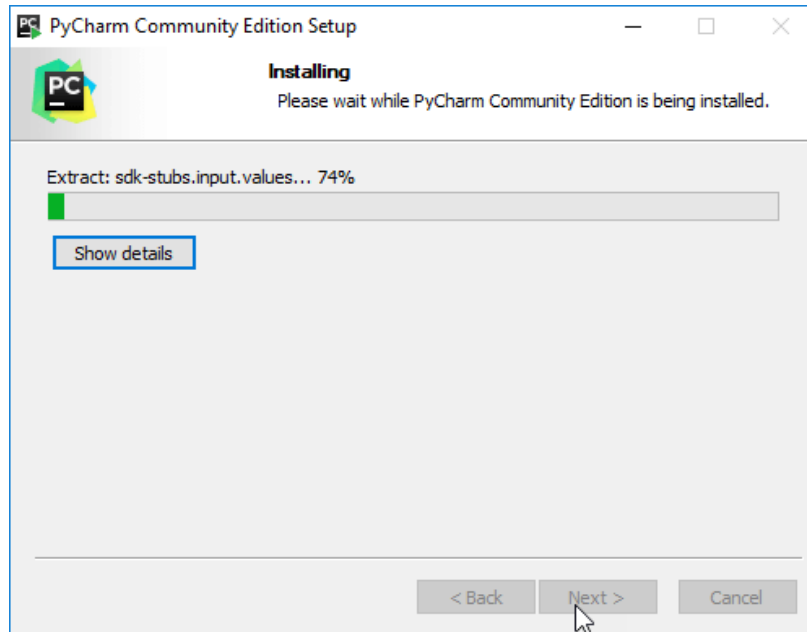 PC PyCharm Community Edition Setup
PC
Installing
Please wait while PyCharm Community Edition is being installed.
Extract: sdk-stubs.input.values... 74%
Show details
< Back
Next >
Cancel